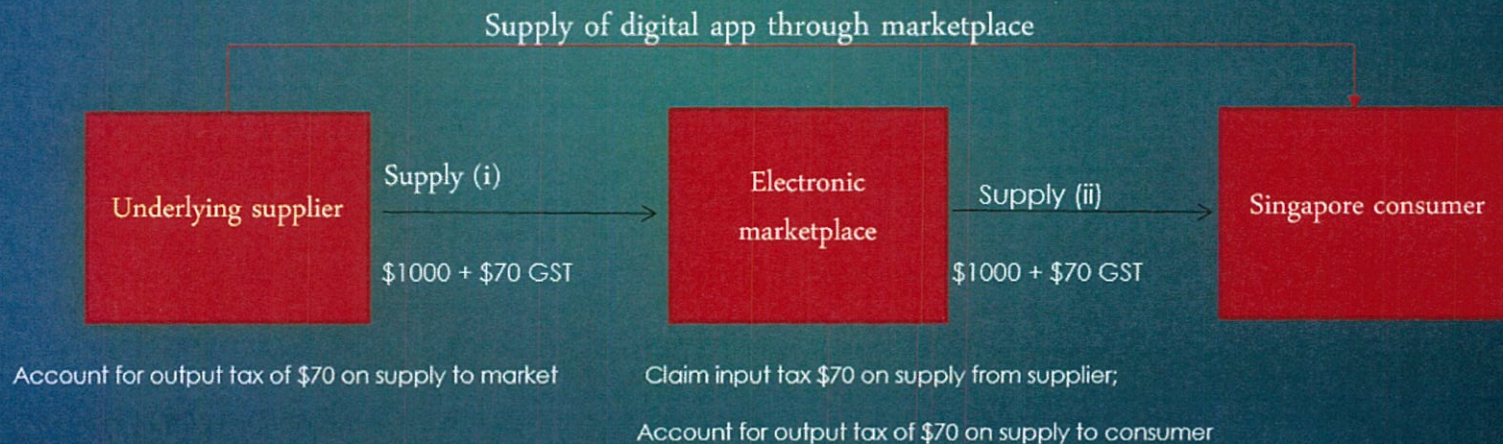 Supply of digital app through marketplace
Underlying supplier
Supply (i)
$1000 + $70 GST
Electronic
marketplace
Supply (ii)
$1000 + $70 GST
Singapore consumer
Account for output tax of $70 on supply to market
Claim input tax $70 on supply from supplier;
Account for output tax of $70 on supply to consumer